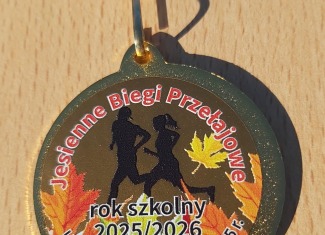 Jesienne Biegi Przełajowe
rok szkolny
2025/2026